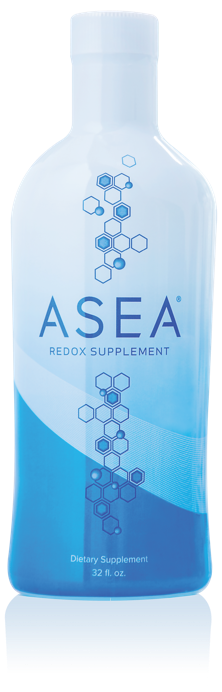 ASEA®
REDOX SUPPLEMENT
Dietary Supplement
32 fl. oz.